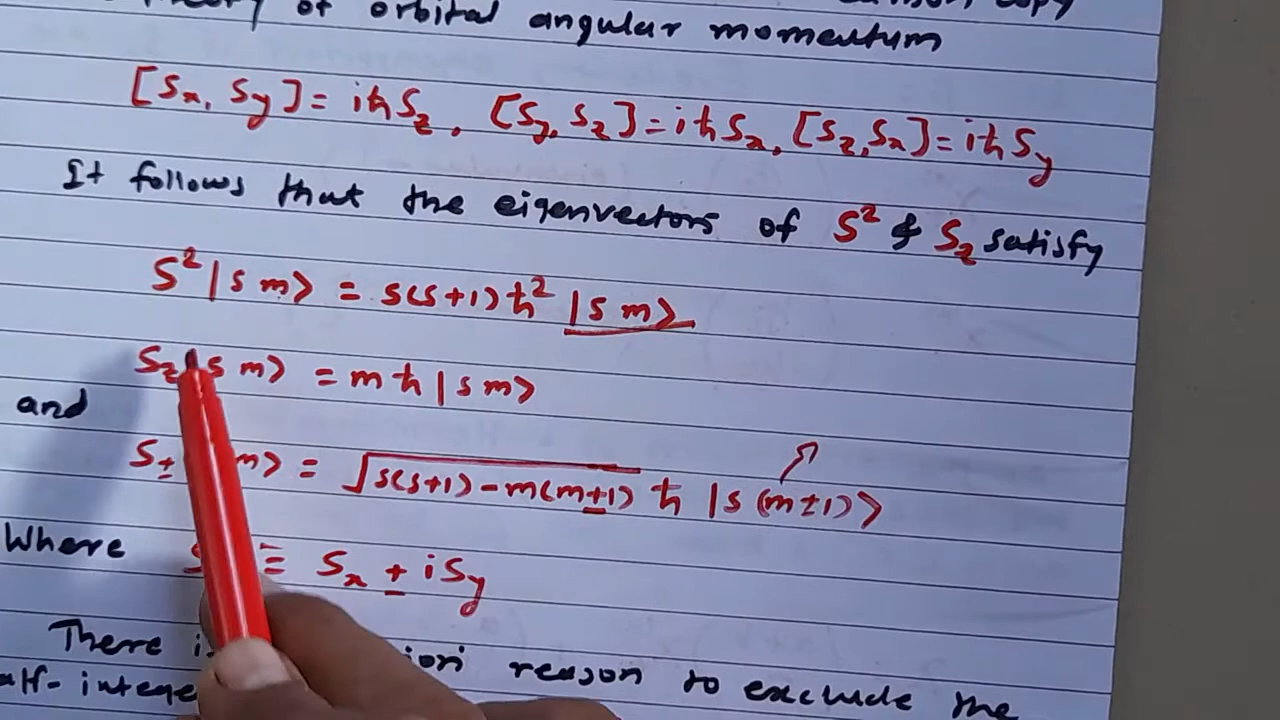 of orbital angular momentum
[Sx, Sy] = iħSz, [Sy, Sz] = iħSx, [Sz, Sx] = iħSy
It follows that the eigenvectors of S² & Sz satisfy
S² |s m⟩ = s(s+1)ħ² |s m⟩
Sz |s m⟩ = mħ |s m⟩
and
S± m⟩ = √s(s+1) - m(m±1) ħ |s (m±1)⟩
Where ≡ Sx ± iSy
There reason to exclude the